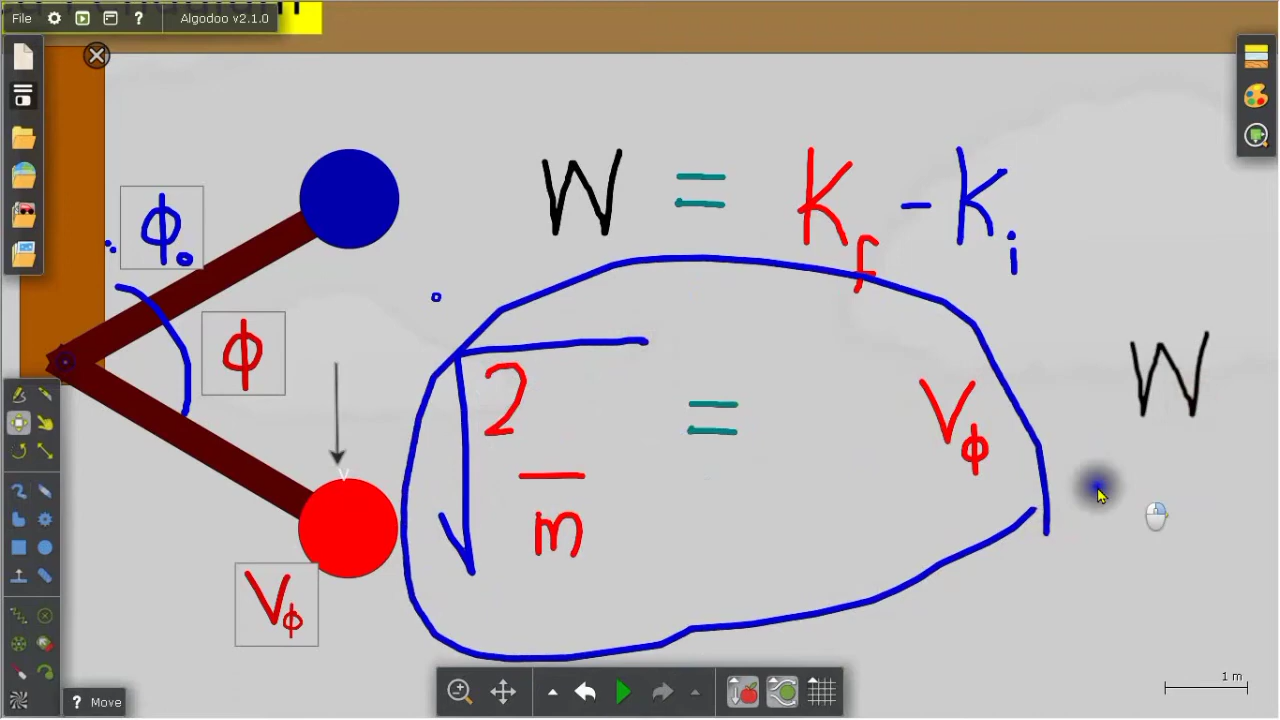 File ? Algodoo v2.1.0
φ₀
W = K_f - K_i
φ
W
2
= V_φ
m
v
V_φ
1 m
? Move